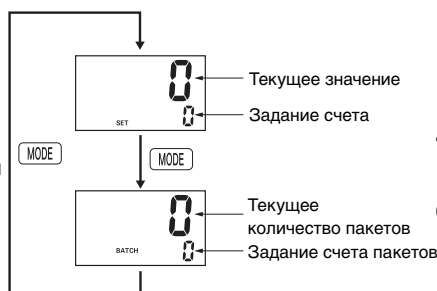 0
Текущее значение
SET 0
Задание счета
MODE
MODE
0
Текущее
количество пакетов
BATCH 0
Задание счета пакетов